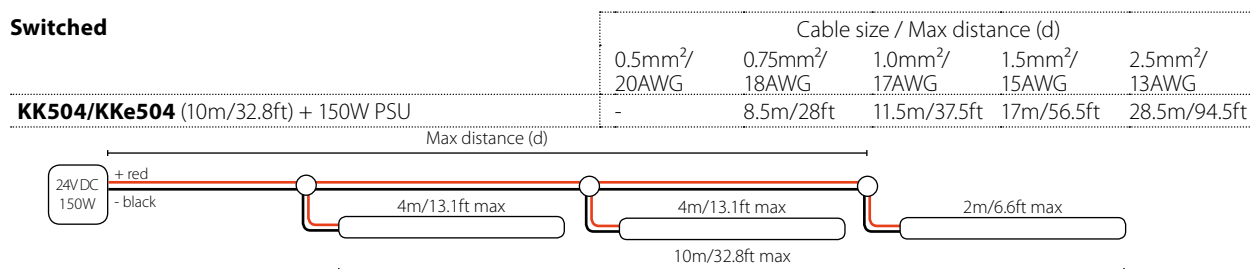 Switched
Cable size / Max distance (d)
0.5mm²/ 0.75mm²/ 1.0mm²/ 1.5mm²/ 2.5mm²/
20AWG 18AWG 17AWG 15AWG 13AWG
KK504/KKe504 (10m/32.8ft) + 150W PSU - 8.5m/28ft 11.5m/37.5ft 17m/56.5ft 28.5m/94.5ft
Max distance (d)
24V DC
150W
+ red
- black
4m/13.1ft max
4m/13.1ft max
2m/6.6ft max
10m/32.8ft max